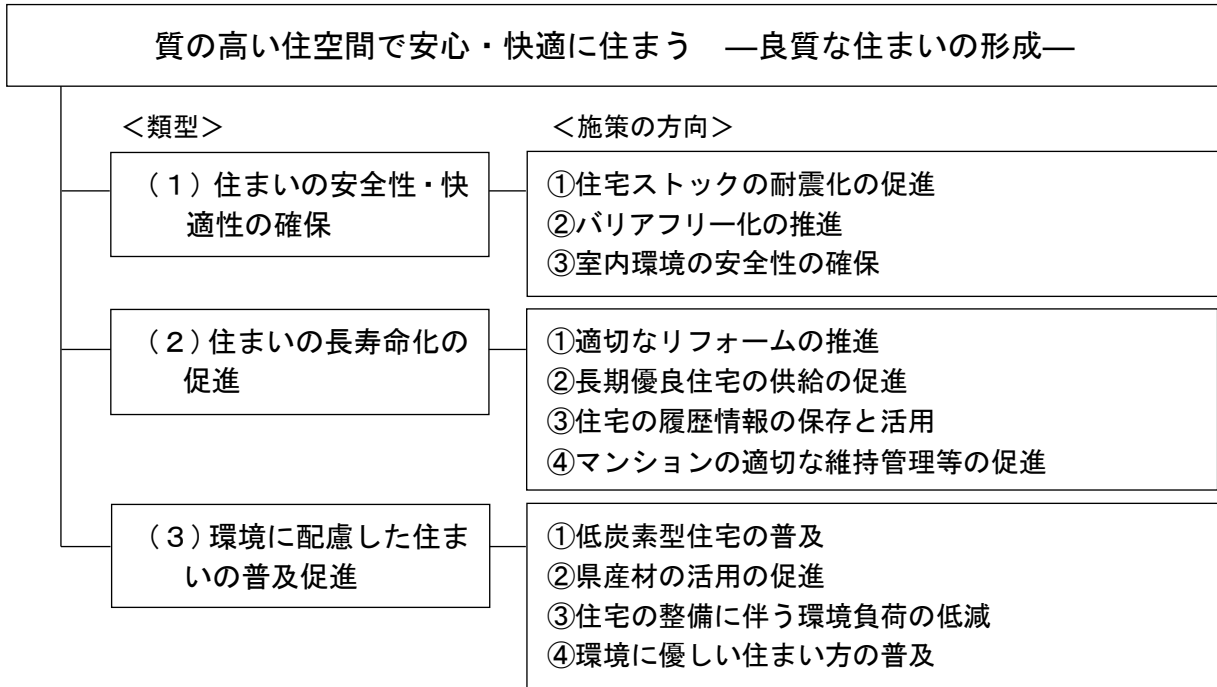 質の高い住空間で安心・快適に住まう ―良質な住まいの形成―
＜類型＞ ＜施策の方向＞
（１）住まいの安全性・快
適性の確保
①住宅ストックの耐震化の促進
②バリアフリー化の推進
③室内環境の安全性の確保
（２）住まいの長寿命化の
促進
①適切なリフォームの推進
②長期優良住宅の供給の促進
③住宅の履歴情報の保存と活用
④マンションの適切な維持管理等の促進
（３）環境に配慮した住ま
いの普及促進
①低炭素型住宅の普及
②県産材の活用の促進
③住宅の整備に伴う環境負荷の低減
④環境に優しい住まい方の普及